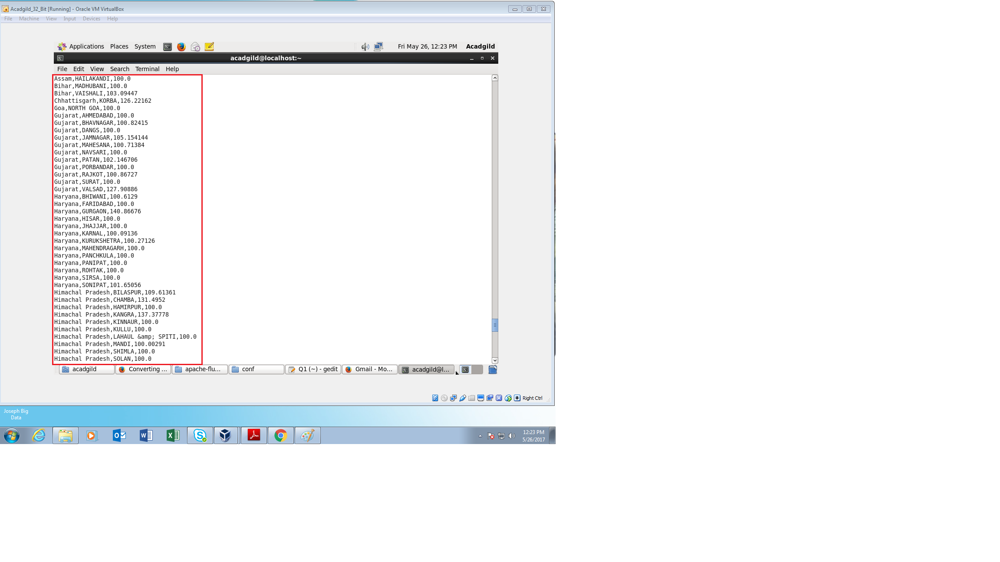 Acadgild_32_Bit [Running] - Oracle VM VirtualBox
File Machine View Input Devices Help
Applications Places System Fri May 26, 12:23 PM Acadgild
acadgild@localhost:~
File Edit View Search Terminal Help
Assam,HAILAKANDI,100.0
Bihar,MADHUBANI,100.0
Bihar,VAISHALI,103.09447
Chhattisgarh,KORBA,126.22162
Goa,NORTH GOA,100.0
Gujarat,AHMEDABAD,100.0
Gujarat,BHAVNAGAR,100.82415
Gujarat,DANGS,100.0
Gujarat,JAMNAGAR,105.154144
Gujarat,MAHESANA,100.71384
Gujarat,NAVSARI,100.0
Gujarat,PATAN,102.146706
Gujarat,PORBANDAR,100.0
Gujarat,RAJKOT,100.86727
Gujarat,SURAT,100.0
Gujarat,VALSAD,127.90886
Haryana,BHIWANI,100.6129
Haryana,FARIDABAD,100.0
Haryana,GURGAON,140.86676
Haryana,HISAR,100.0
Haryana,JHAJJAR,100.0
Haryana,KARNAL,100.09136
Haryana,KURUKSHETRA,100.27126
Haryana,MAHENDRAGARH,100.0
Haryana,PANCHKULA,100.0
Haryana,PANIPAT,100.0
Haryana,ROHTAK,100.0
Haryana,SIRSA,100.0
Haryana,SONIPAT,101.65056
Himachal Pradesh,BILASPUR,109.61361
Himachal Pradesh,CHAMBA,131.4952
Himachal Pradesh,HAMIRPUR,100.0
Himachal Pradesh,KANGRA,137.37778
Himachal Pradesh,KINNAUR,100.0
Himachal Pradesh,KULLU,100.0
Himachal Pradesh,LAHAUL &amp; SPITI,100.0
Himachal Pradesh,MANDI,100.00291
Himachal Pradesh,SHIMLA,100.0
Himachal Pradesh,SOLAN,100.0
acadgild Converting ... apache-flu... conf Q1 (~) - gedit Gmail - Mo... acadgild@l...
Right Ctrl
Joseph Big
Data
12:23 PM
5/26/2017